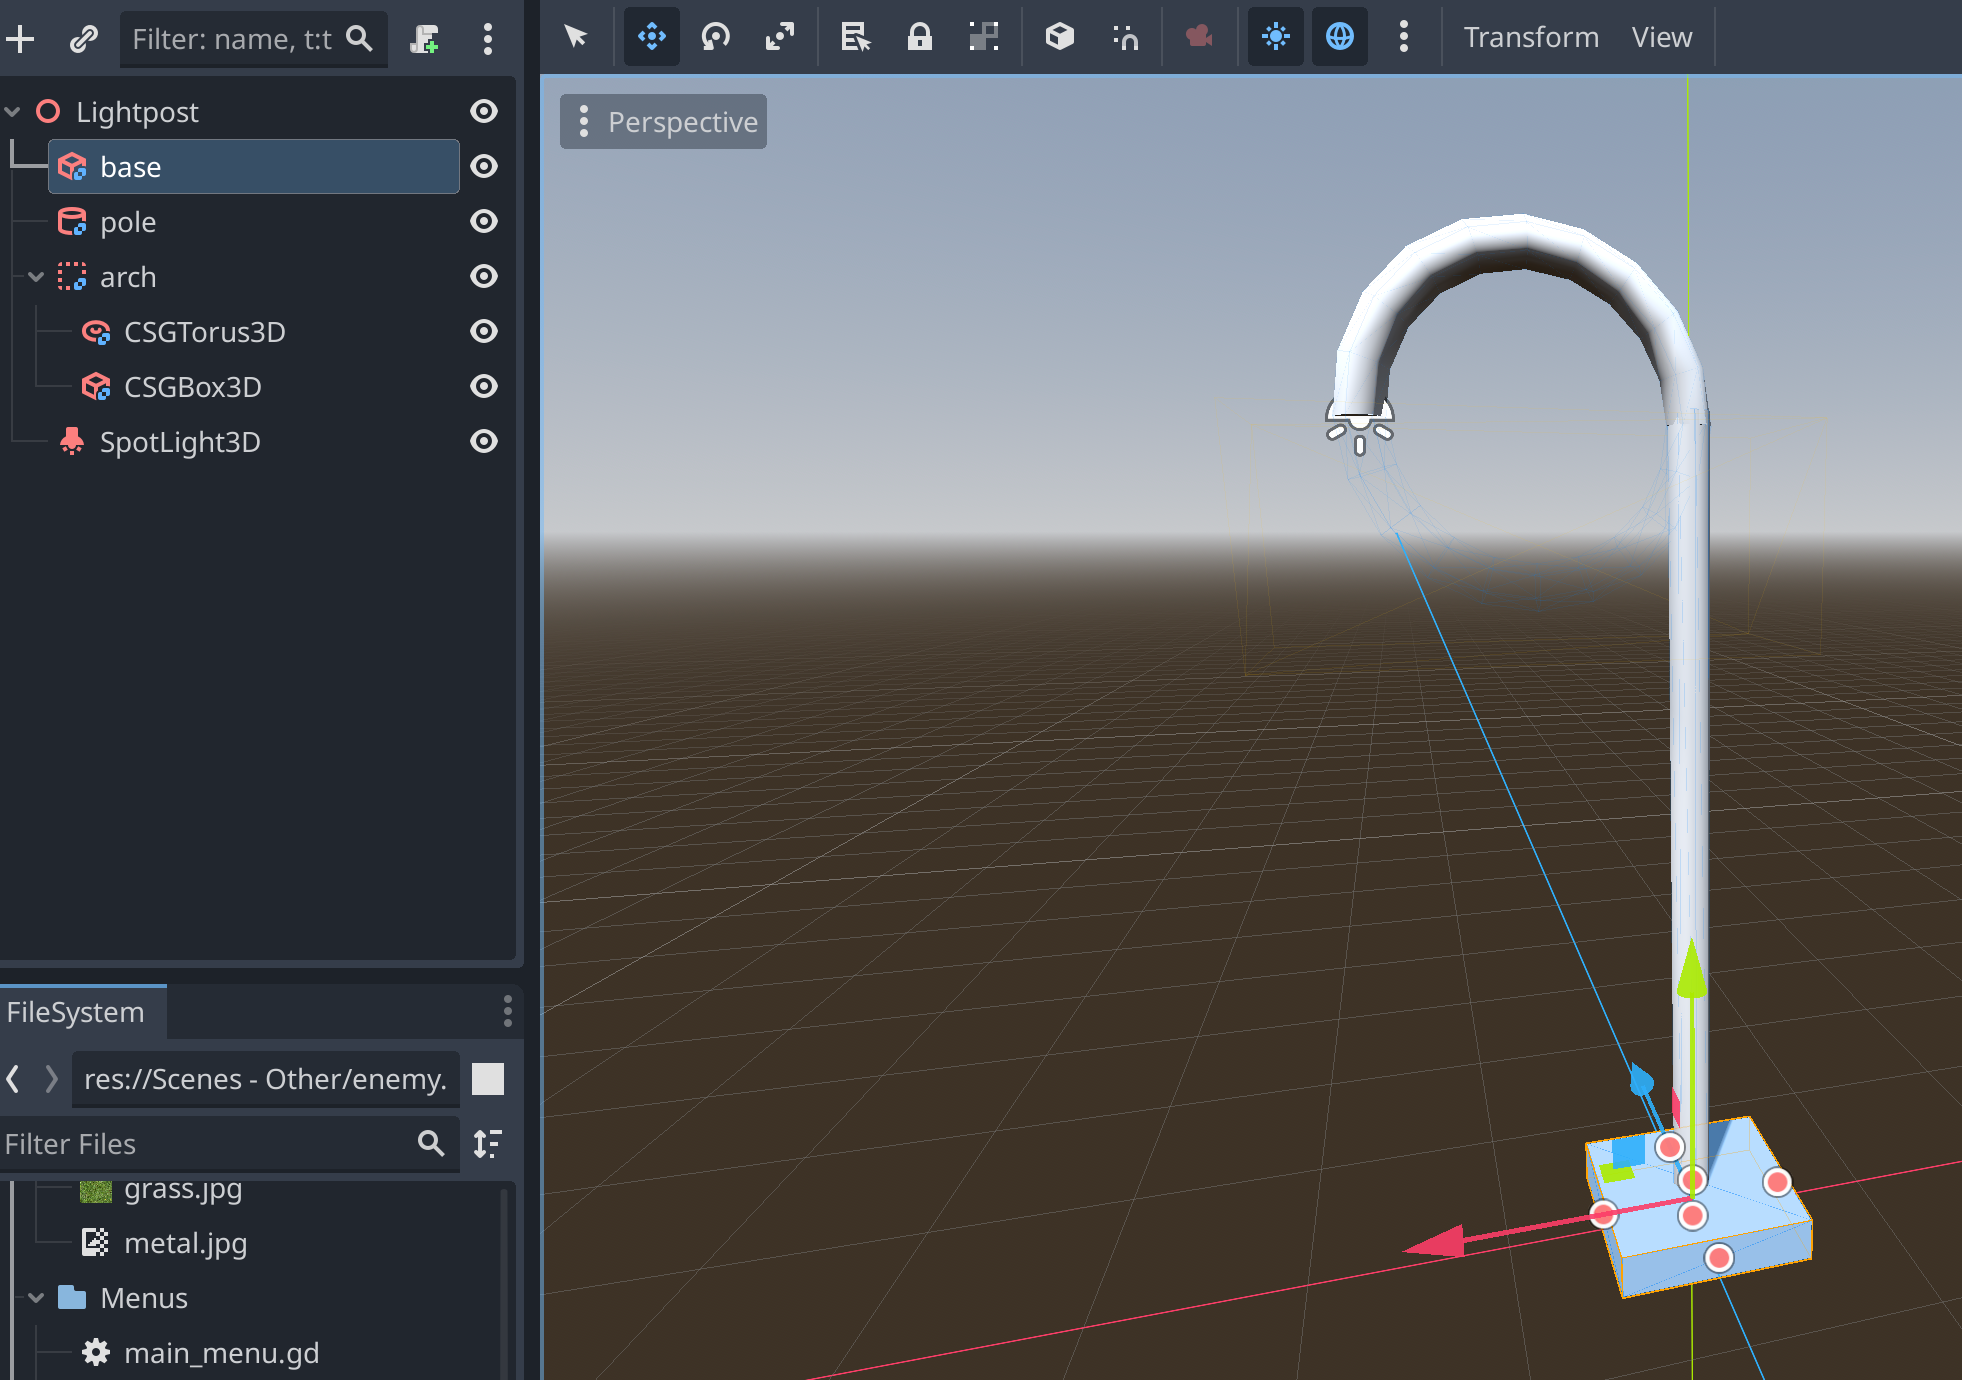 Filter: name, t:t
Transform
View
Lightpost
Perspective
base
pole
arch
CSGTorus3D
CSGBox3D
SpotLight3D
FileSystem
res://Scenes - Other/enemy.
Filter Files
grass.jpg
metal.jpg
Menus
main_menu.gd